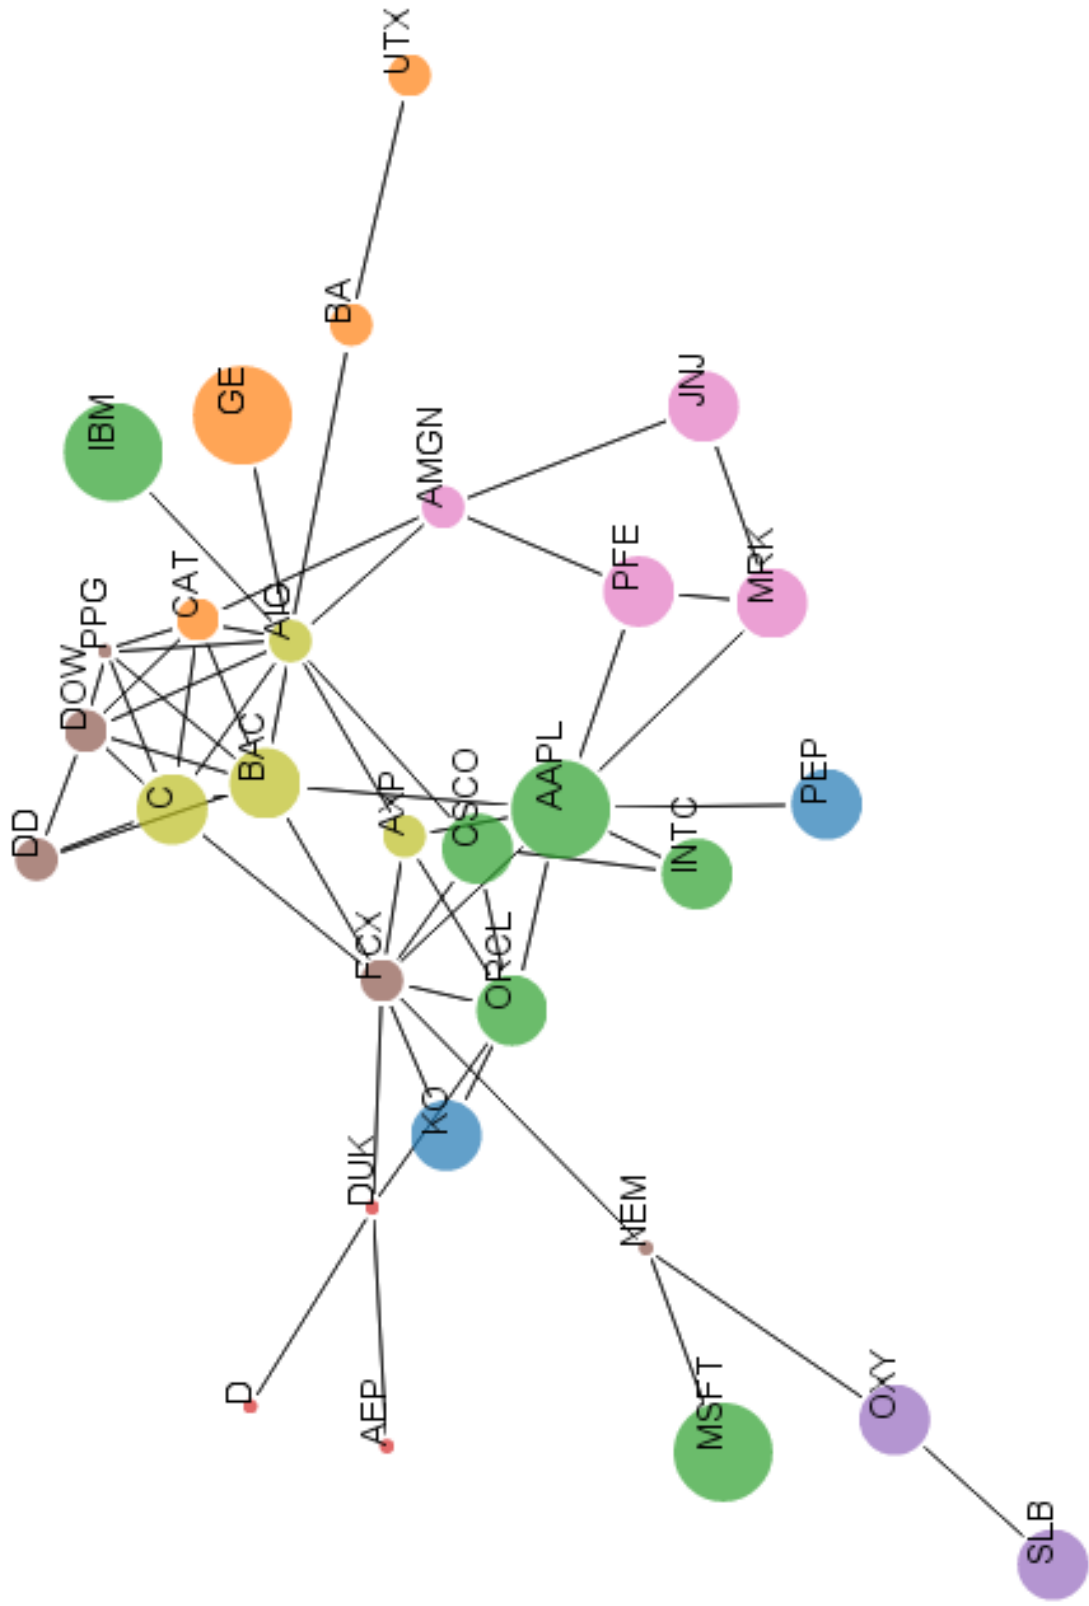 UTX
BA
GE
IBM
JNJ
AMGN
PFE
MRK
CAT
PPG
AIG
DOW
BAC
C
DD
AXP
CSCO
AAPL
PEP
INTC
FCX
ORCL
KO
DUK
NEM
D
AEP
MSFT
OXY
SLB